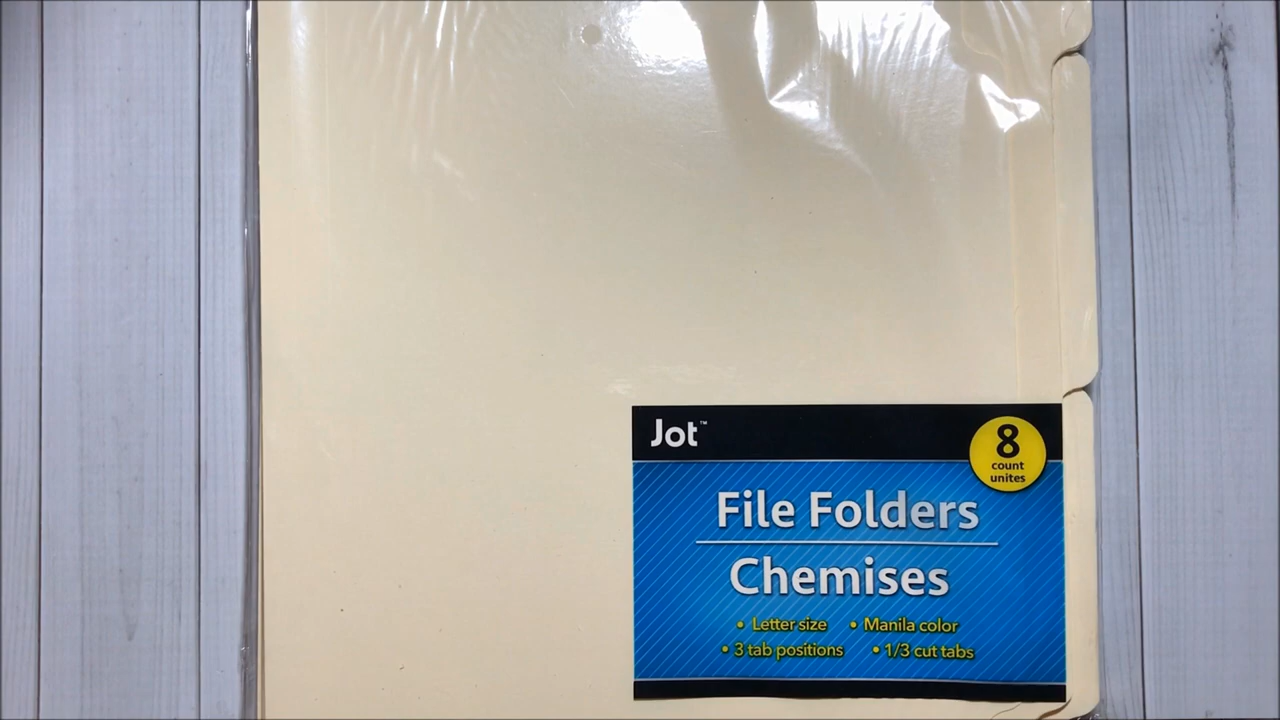 Jot™
8
count
unites
File Folders
Chemises
• Letter size • Manila color
• 3 tab positions • 1/3 cut tabs